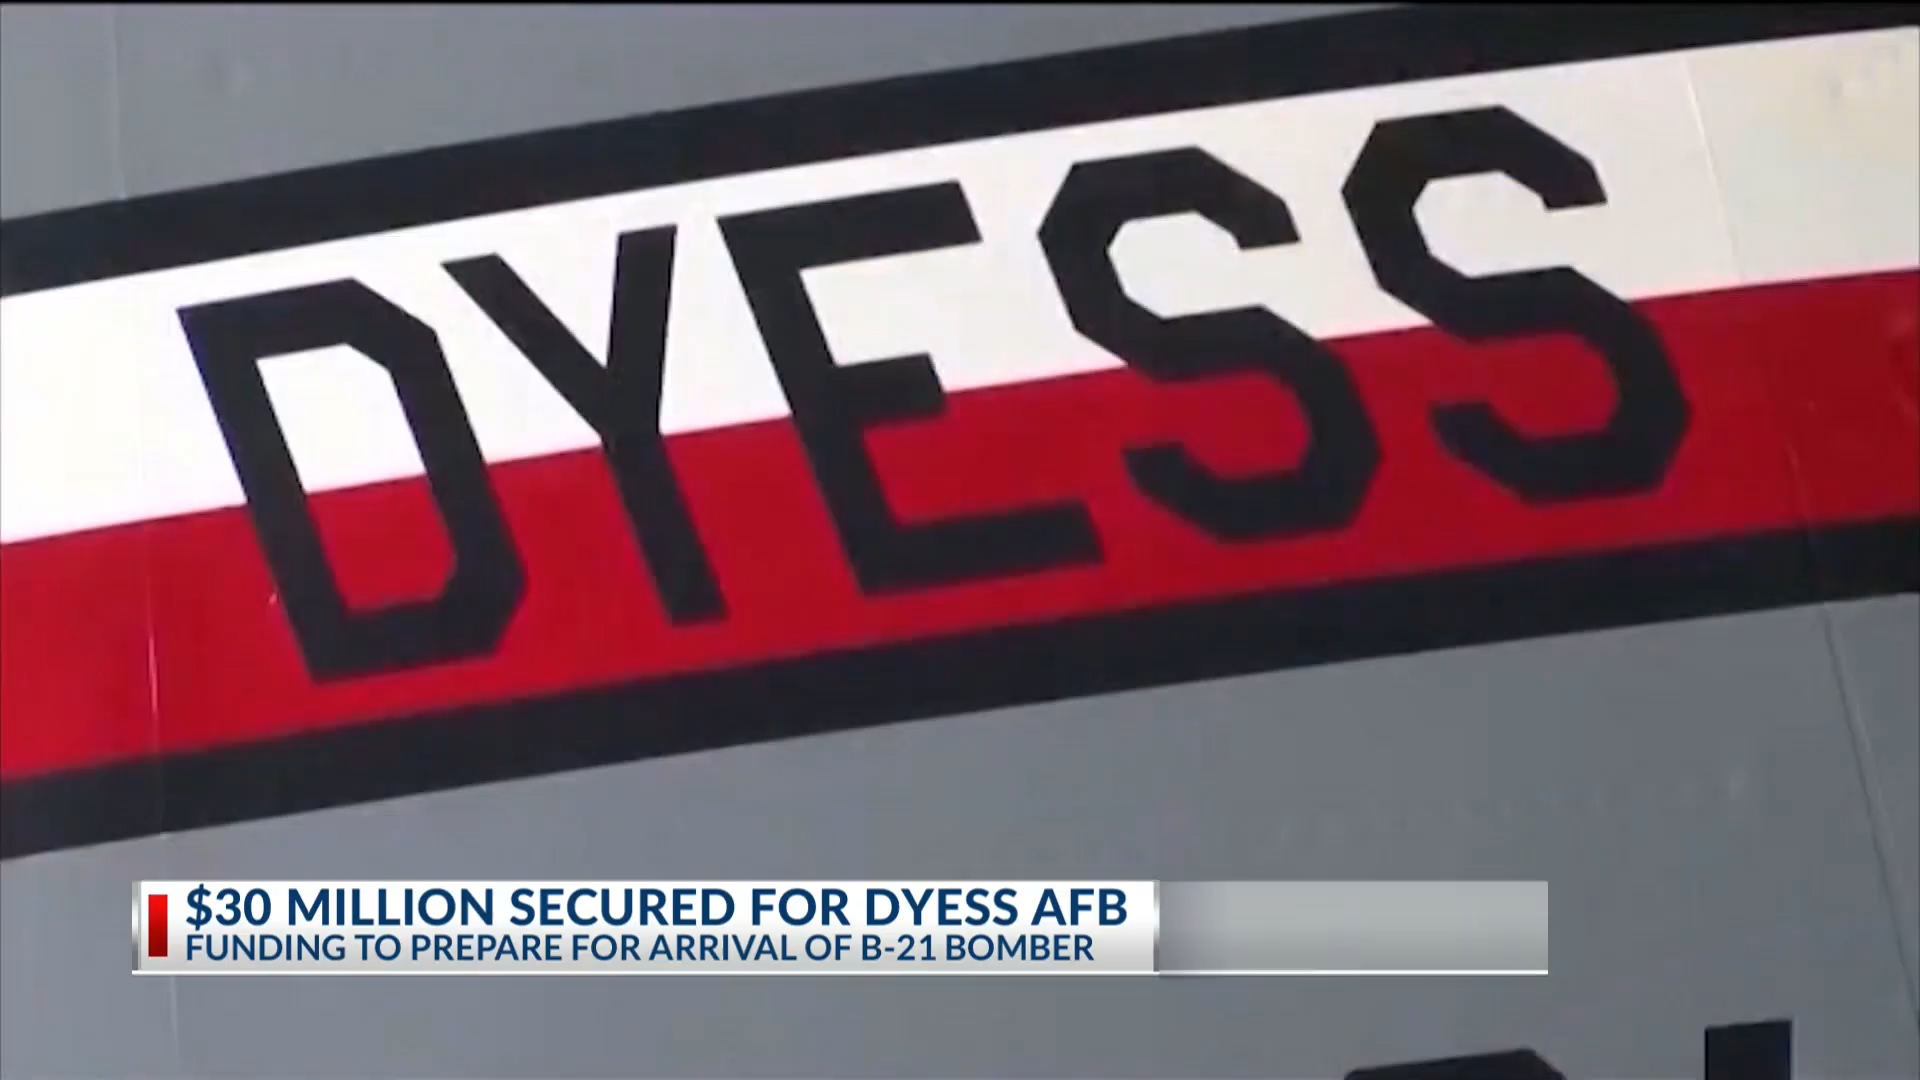 DYESS
$30 MILLION SECURED FOR DYESS AFB
FUNDING TO PREPARE FOR ARRIVAL OF B-21 BOMBER